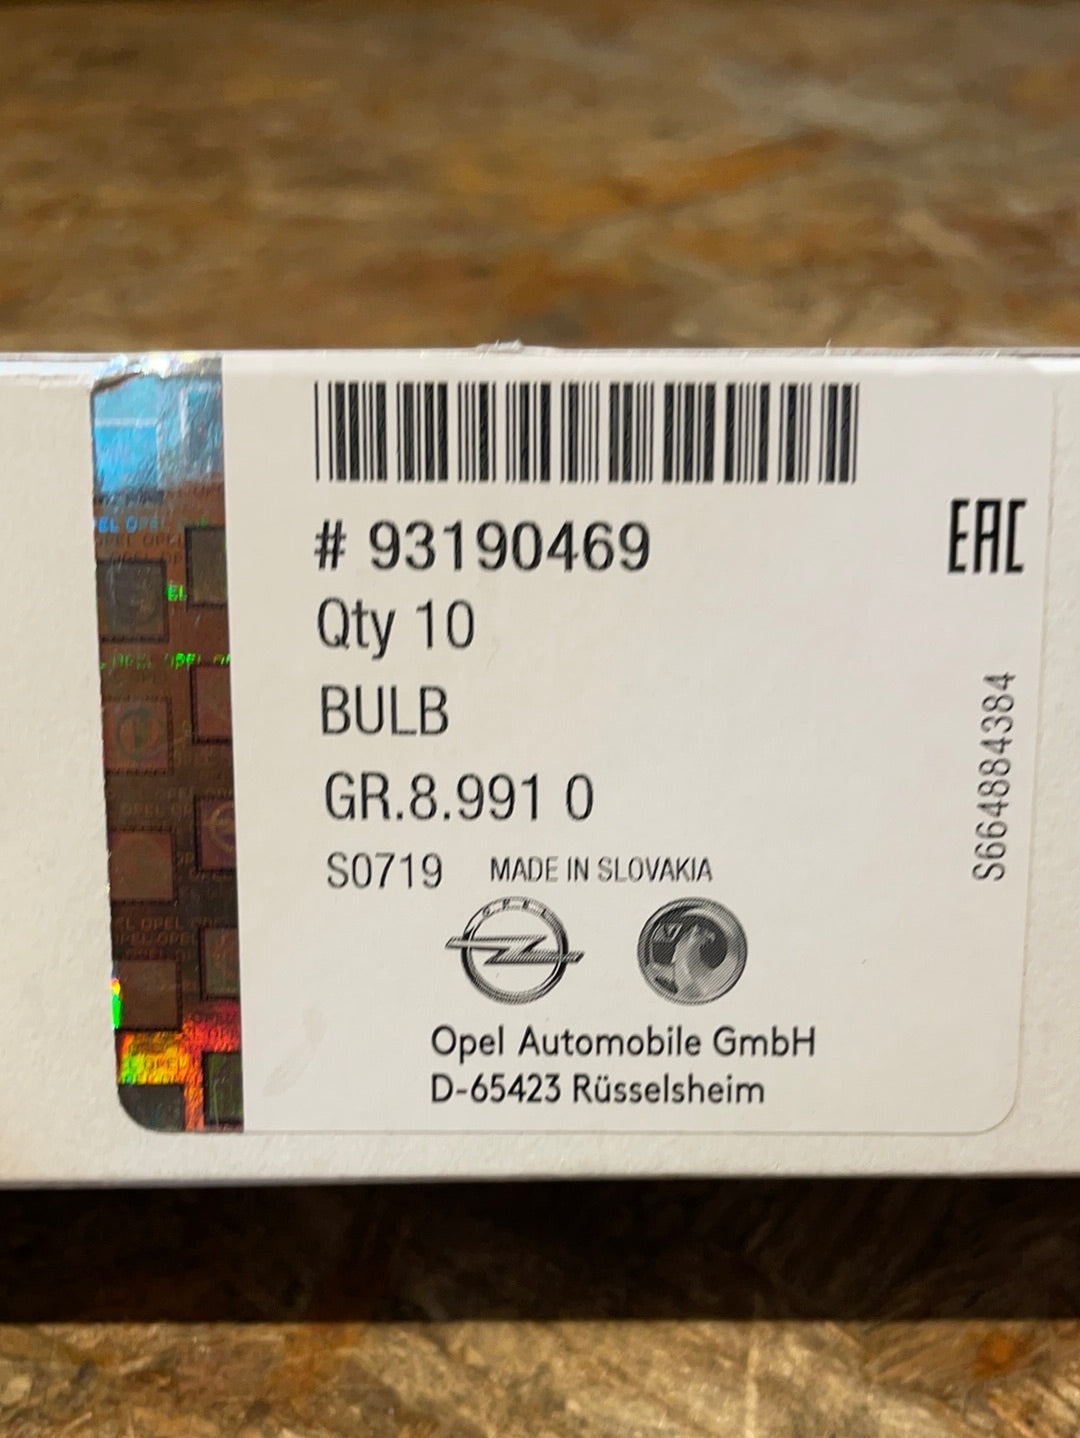 # 93190469
EAC
Qty 10
BULB
GR.8.991 0
S0719 MADE IN SLOVAKIA
S664884384
OPEL
Opel Automobile GmbH
D-65423 Rüsselsheim